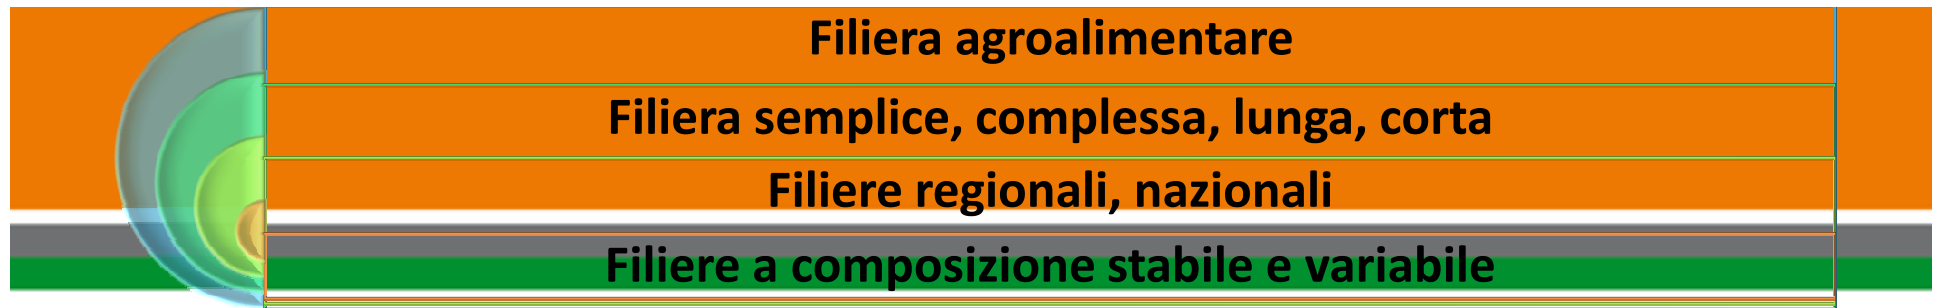 Filiera agroalimentare
Filiera semplice, complessa, lunga, corta
Filiere regionali, nazionali
Filiere a composizione stabile e variabile